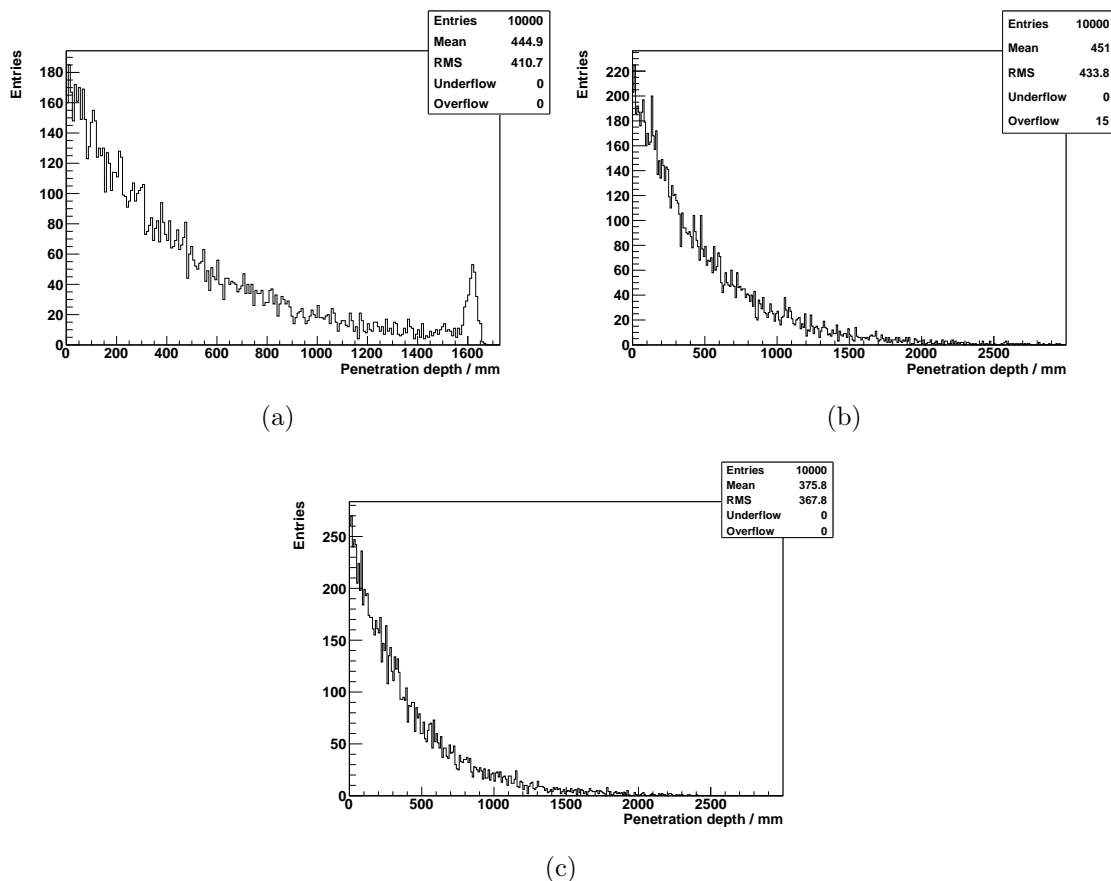 Entries 10000
Mean 444.9
RMS 410.7
Underflow 0
Overflow 0
Entries
180
160
140
120
100
80
60
40
20
0
0 200 400 600 800 1000 1200 1400 1600
Penetration depth / mm
(a)
Entries 10000
Mean 451
RMS 433.8
Underflow 0
Overflow 15
Entries
220
200
180
160
140
120
100
80
60
40
20
0
0 500 1000 1500 2000 2500
Penetration depth / mm
(b)
Entries 10000
Mean 375.8
RMS 367.8
Underflow 0
Overflow 0
Entries
250
200
150
100
50
0
0 500 1000 1500 2000 2500
Penetration depth / mm
(c)